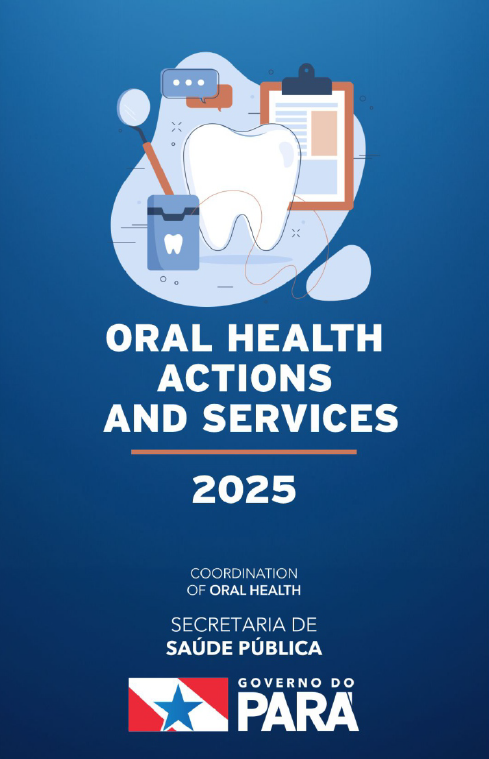 ORAL HEALTH
ACTIONS
AND SERVICES
2025
COORDINATION
OF ORAL HEALTH
SECRETARIA DE
SAÚDE PÚBLICA
GOVERNO DO
PARÁ